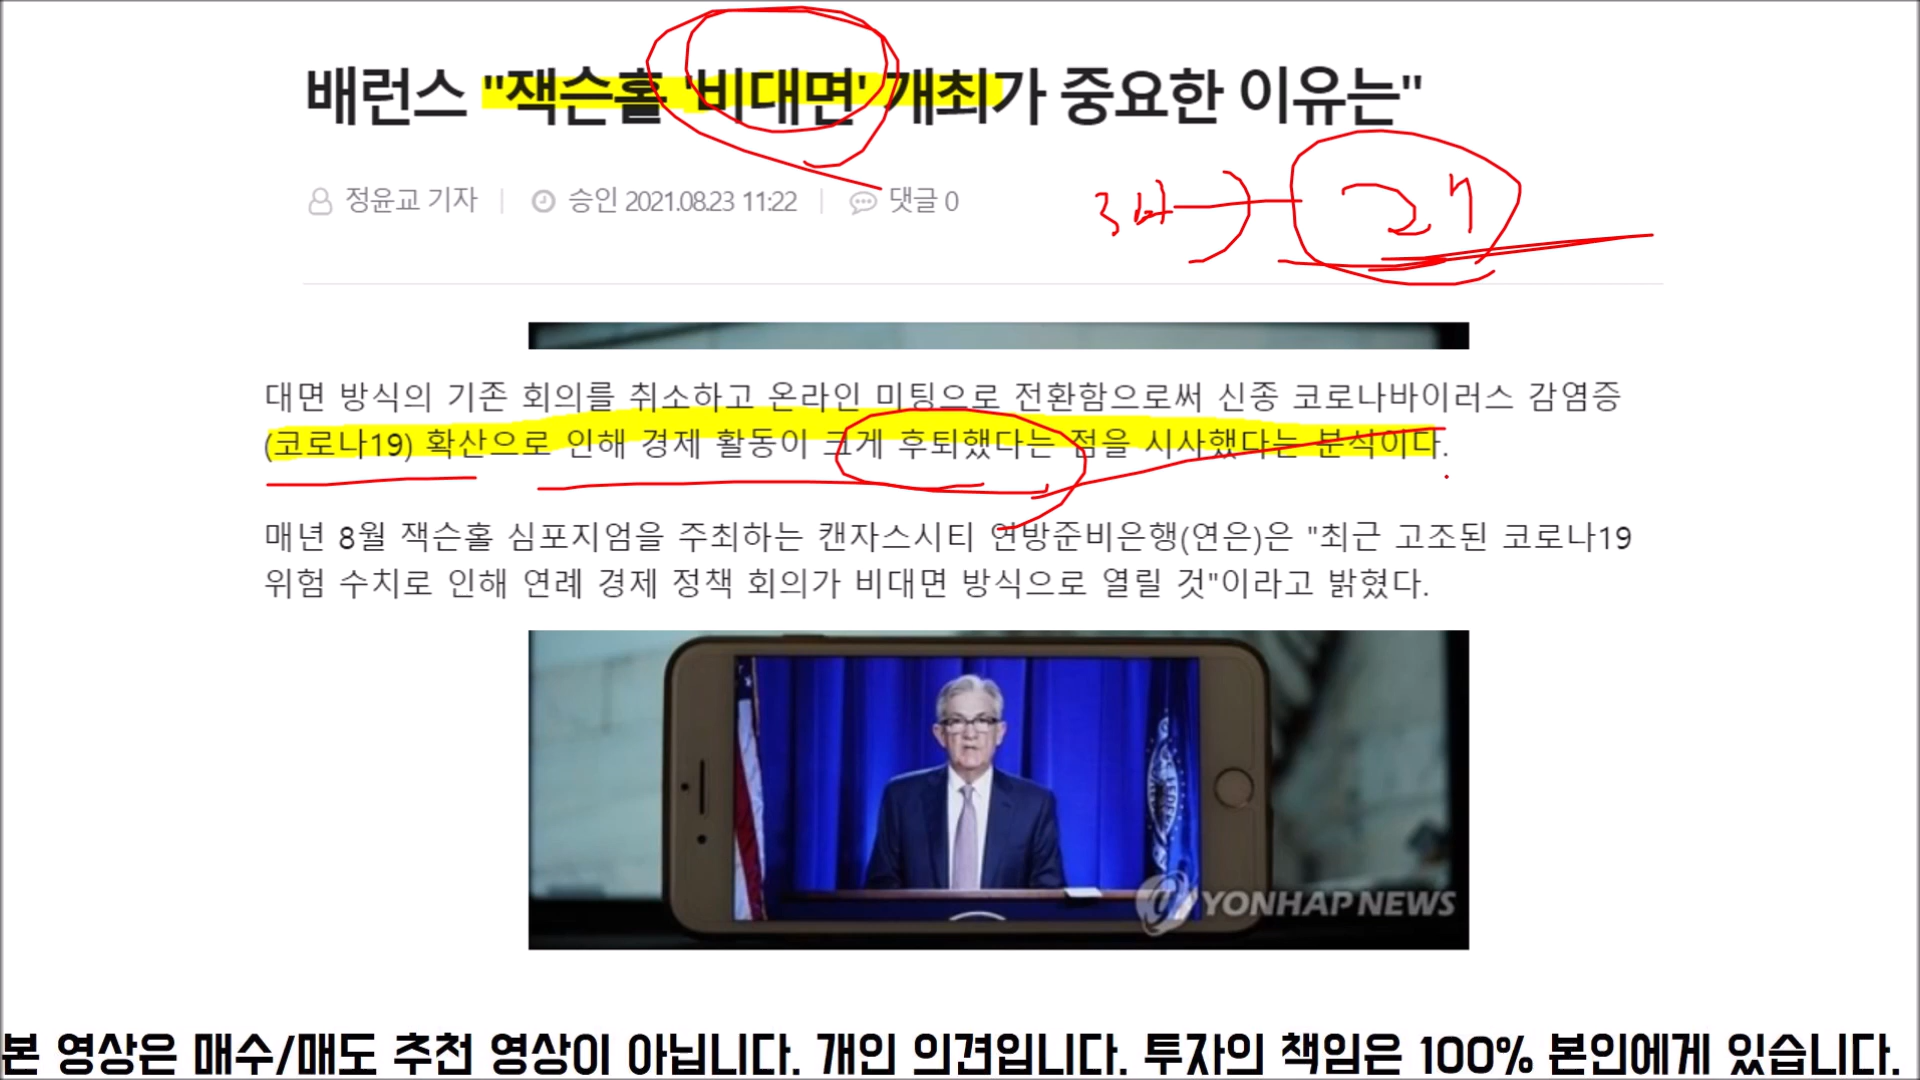 배런스 "잭슨홀 '비대면' 개최가 중요한 이유는"
정윤교 기자 | 승인 2021.08.23 11:22 | 댓글 0
대면 방식의 기존 회의를 취소하고 온라인 미팅으로 전환함으로써 신종 코로나바이러스 감염증
(코로나19) 확산으로 인해 경제 활동이 크게 후퇴했다는 점을 시사했다는 분석이다.
매년 8월 잭슨홀 심포지엄을 주최하는 캔자스시티 연방준비은행(연은)은 "최근 고조된 코로나19
위험 수치로 인해 연례 경제 정책 회의가 비대면 방식으로 열릴 것"이라고 밝혔다.
YONHAP NEWS
본 영상은 매수/매도 추천 영상이 아닙니다. 개인 의견입니다. 투자의 책임은 100% 본인에게 있습니다.